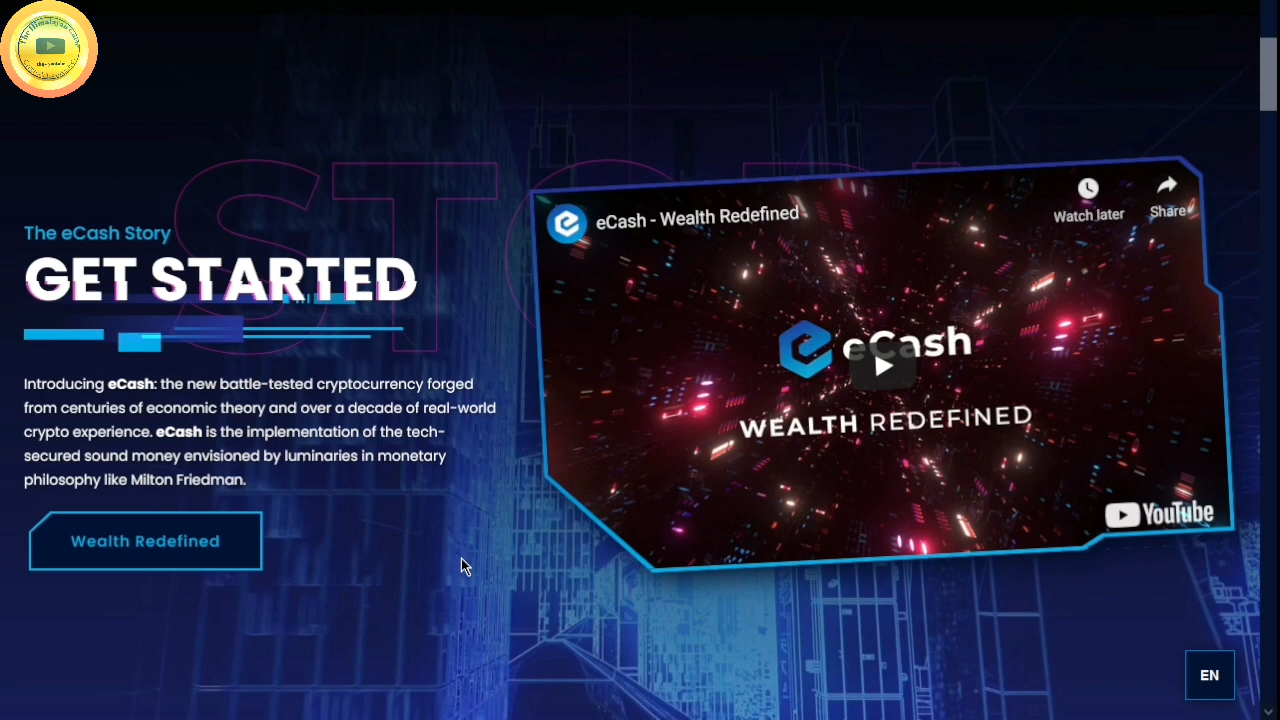 The eCash Story
GET STARTED
Introducing eCash: the new battle-tested cryptocurrency forged
from centuries of economic theory and over a decade of real-world
crypto experience. eCash is the implementation of the tech-
secured sound money envisioned by luminaries in monetary
philosophy like Milton Friedman.
Wealth Redefined
eCash - Wealth Redefined
Watch later
Share
eCash
WEALTH REDEFINED
YouTube
EN